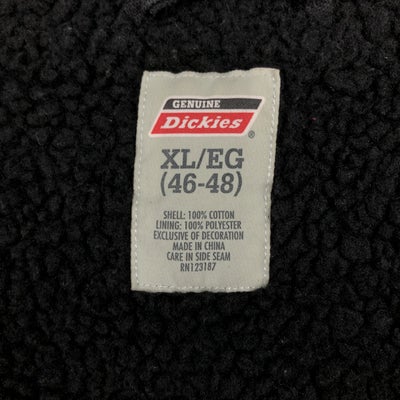 GENUINE
Dickies®
XL/EG
(46-48)
SHELL: 100% COTTON
LINING: 100% POLYESTER
EXCLUSIVE OF DECORATION
MADE IN CHINA
CARE IN SIDE SEAM
RN123187